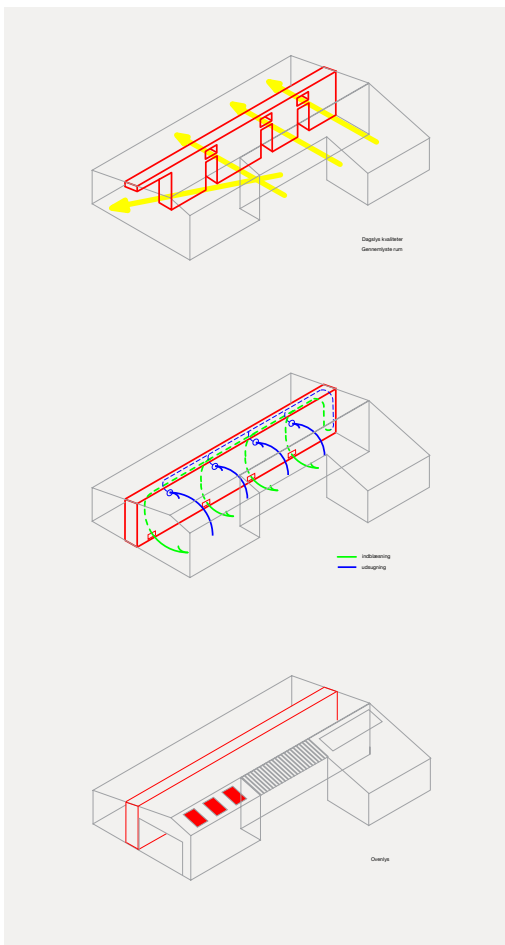 Dagslys kvaliteter
Gennemlyste rum
indblæsning
udsugning
Ovenlys